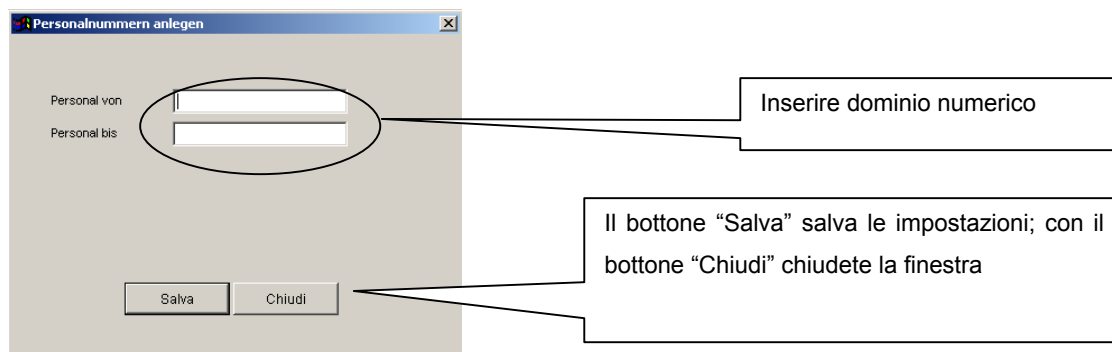 Personalnummern anlegen
Personal von
Personal bis
Inserire dominio numerico
Il bottone “Salva” salva le impostazioni; con il
bottone “Chiudi” chiudete la finestra
Salva Chiudi